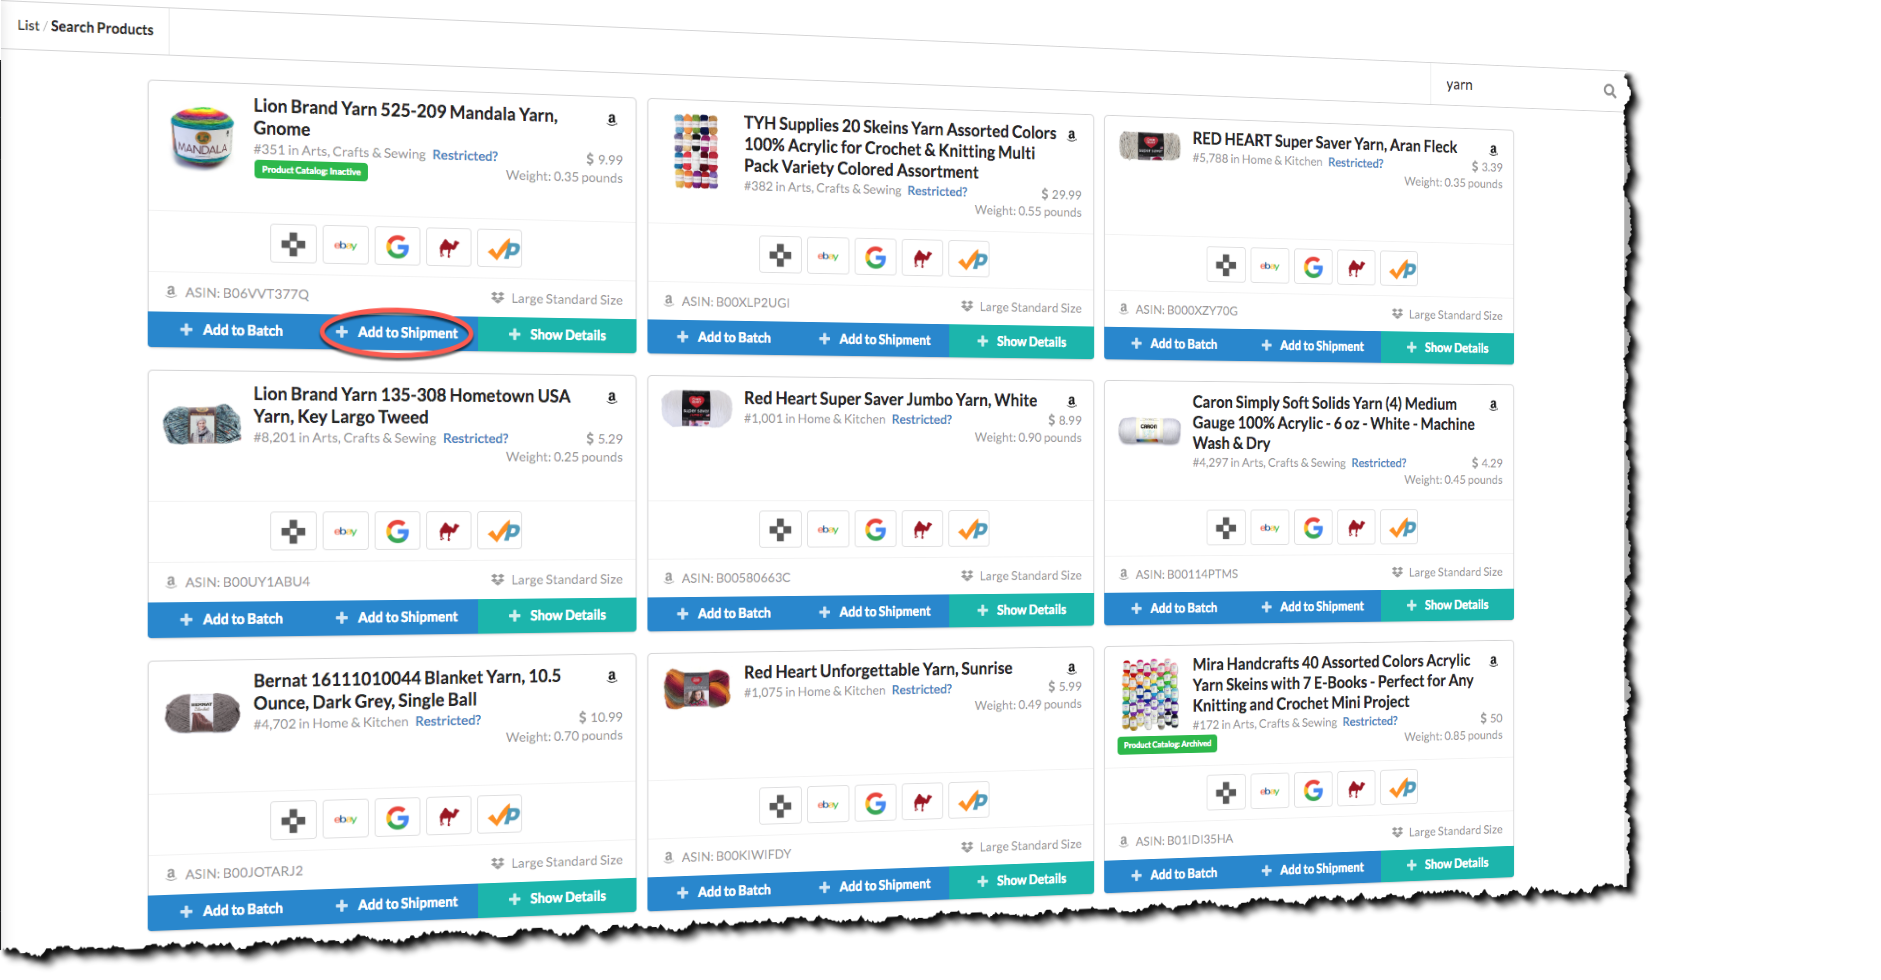 List / Search Products
yarn
Lion Brand Yarn 525-209 Mandala Yarn,
Gnome
#351 in Arts, Crafts & Sewing Restricted?
$ 9.99
Product Catalog: Inactive
Weight: 0.35 pounds
MANDALA
ebay
ASIN: B06VVT377Q
Large Standard Size
Add to Batch
Add to Shipment
Show Details
TYH Supplies 20 Skeins Yarn Assorted Colors
100% Acrylic for Crochet & Knitting Multi
Pack Variety Colored Assortment
#382 in Arts, Crafts & Sewing Restricted?
$ 29.99
Weight: 0.55 pounds
ebay
ASIN: B00XLP2UGI
Large Standard Size
Add to Batch
Add to Shipment
Show Details
RED HEART Super Saver Yarn, Aran Fleck
#5,788 in Home & Kitchen Restricted?
$ 3.39
Weight: 0.35 pounds
ebay
ASIN: B000XZY70G
Large Standard Size
Add to Batch
Add to Shipment
Show Details
Lion Brand Yarn 135-308 Hometown USA
Yarn, Key Largo Tweed
#8,201 in Arts, Crafts & Sewing Restricted?
$ 5.29
Weight: 0.25 pounds
ebay
ASIN: B00UY1ABU4
Large Standard Size
Add to Batch
Add to Shipment
Show Details
Red Heart Super Saver Jumbo Yarn, White
#1,001 in Home & Kitchen Restricted?
$ 8.99
Weight: 0.90 pounds
ebay
ASIN: B00580663C
Large Standard Size
Add to Batch
Add to Shipment
Show Details
Caron Simply Soft Solids Yarn (4) Medium
Gauge 100% Acrylic - 6 oz - White - Machine
Wash & Dry
#4,297 in Arts, Crafts & Sewing Restricted?
$ 4.29
Weight: 0.45 pounds
CARON
ebay
ASIN: B00114PTMS
Large Standard Size
Add to Batch
Add to Shipment
Show Details
Bernat 16111010044 Blanket Yarn, 10.5
Ounce, Dark Grey, Single Ball
#4,702 in Home & Kitchen Restricted?
$ 10.99
Weight: 0.70 pounds
BERNAT
ebay
ASIN: B00JOTARJ2
Large Standard Size
Add to Batch
Add to Shipment
Show Details
Red Heart Unforgettable Yarn, Sunrise
#1,075 in Home & Kitchen Restricted?
$ 5.99
Weight: 0.49 pounds
ebay
ASIN: B00KIWIFDY
Large Standard Size
Add to Batch
Add to Shipment
Show Details
Mira Handcrafts 40 Assorted Colors Acrylic
Yarn Skeins with 7 E-Books - Perfect for Any
Knitting and Crochet Mini Project
#172 in Arts, Crafts & Sewing Restricted?
$ 50
Product Catalog: Archived
Weight: 0.85 pounds
ebay
ASIN: B01IDI35HA
Large Standard Size
Add to Batch
Add to Shipment
Show Details